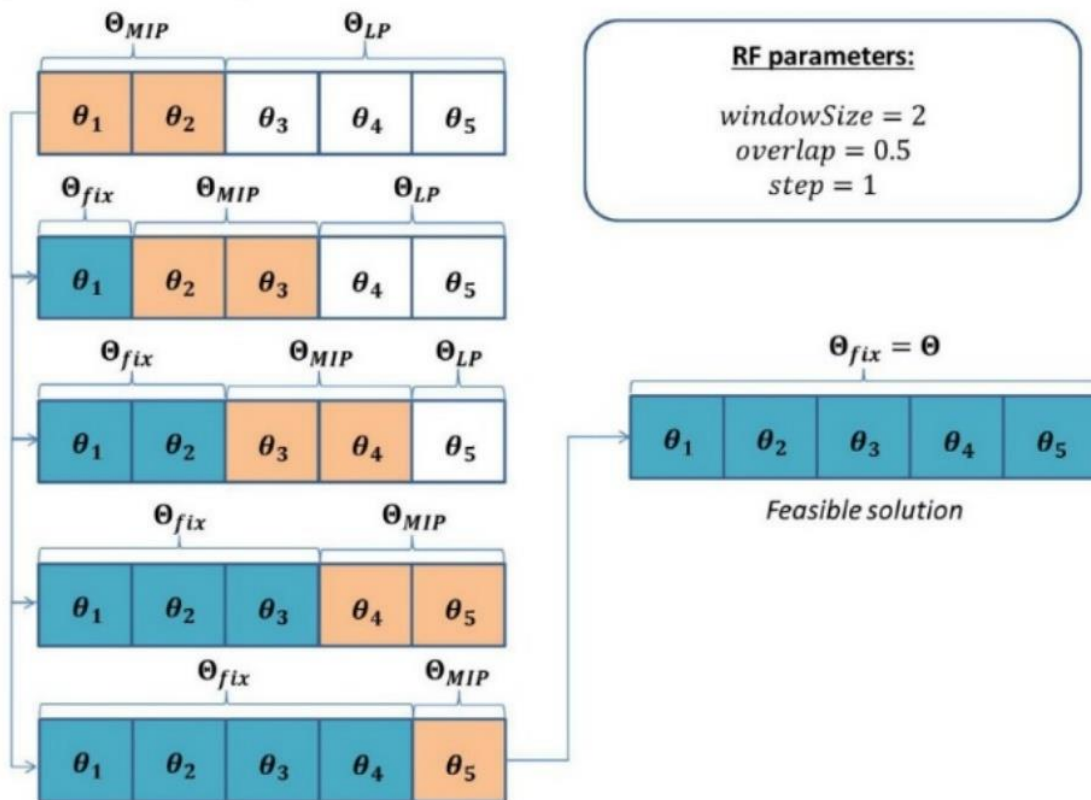 Θ_MIP Θ_LP
θ_1 θ_2 θ_3 θ_4 θ_5
Θ_fix Θ_MIP Θ_LP
θ_1 θ_2 θ_3 θ_4 θ_5
Θ_fix Θ_MIP Θ_LP
θ_1 θ_2 θ_3 θ_4 θ_5
Θ_fix Θ_MIP
θ_1 θ_2 θ_3 θ_4 θ_5
Θ_fix Θ_MIP
θ_1 θ_2 θ_3 θ_4 θ_5
RF parameters:
windowSize = 2
overlap = 0.5
step = 1
Θ_fix = Θ
θ_1 θ_2 θ_3 θ_4 θ_5
Feasible solution